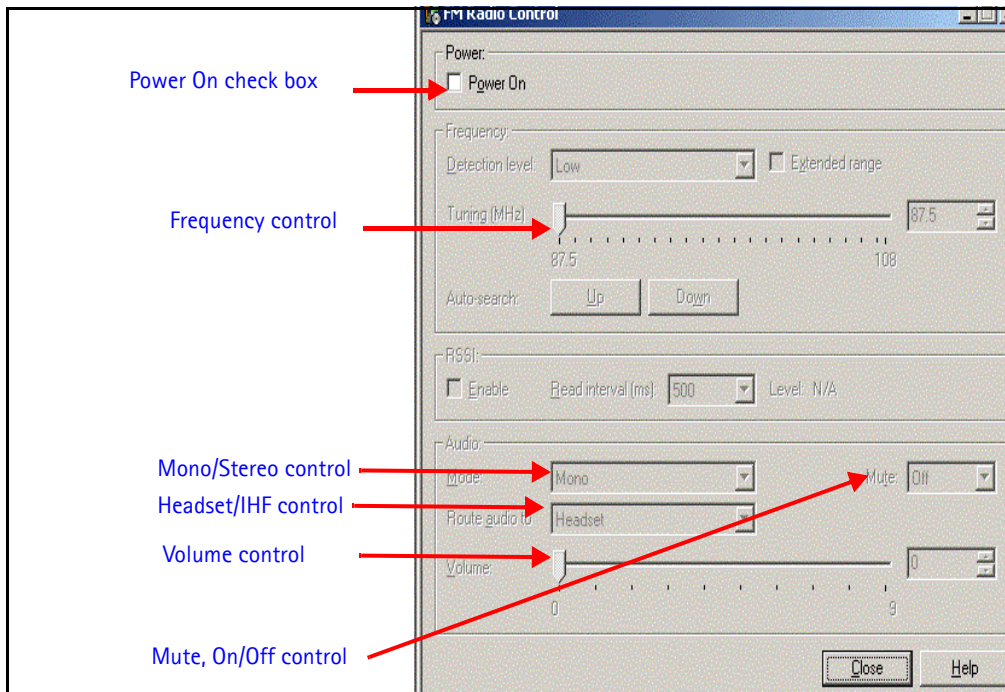 FM Radio Control
Power:
Power On check box
Power On
Frequency:
Detection level: Low Extended range
Frequency control
Tuning (MHz) 87.5
87.5 108
Auto-search: Up Down
RSSI:
Enable Read interval (ms): 500 Level: N/A
Audio:
Mono/Stereo control
Mode: Mono Mute: Off
Headset/IHF control
Route audio to Headset
Volume control
Volume: 0
0 9
Mute, On/Off control
Close Help